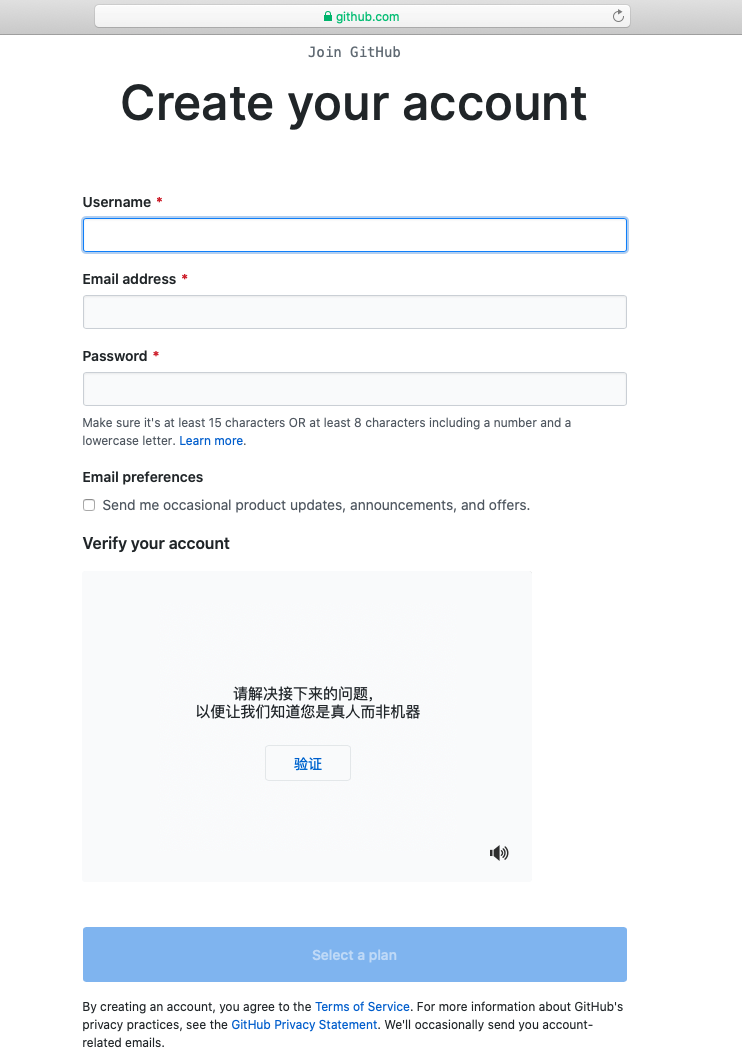 github.com
Join GitHub
Create your account
Username *
Email address *
Password *
Make sure it's at least 15 characters OR at least 8 characters including a number and a
lowercase letter. Learn more.
Email preferences
Send me occasional product updates, announcements, and offers.
Verify your account
请解决接下来的问题,
以便让我们知道您是真人而非机器
验证
Select a plan
By creating an account, you agree to the Terms of Service. For more information about GitHub's
privacy practices, see the GitHub Privacy Statement. We'll occasionally send you account-
related emails.